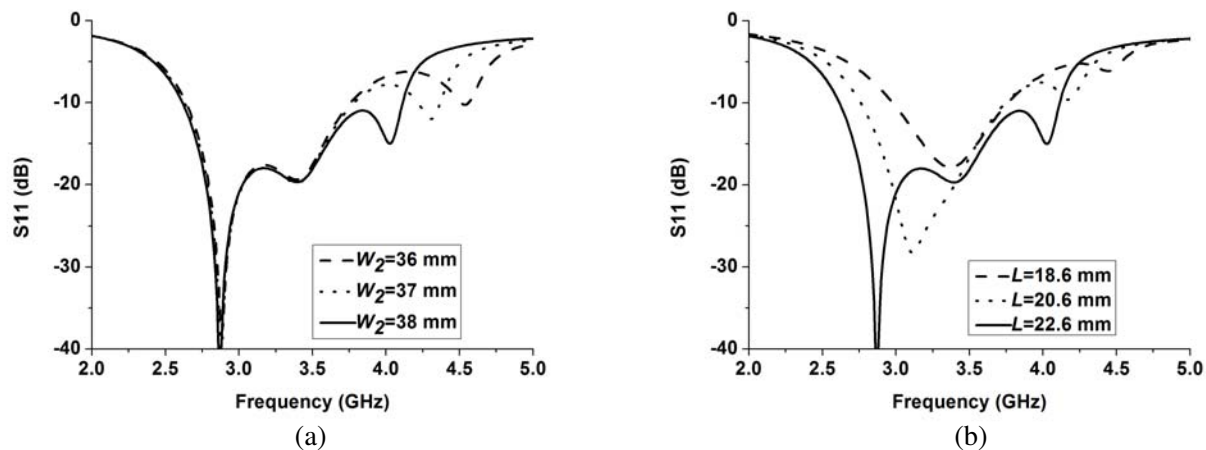 0
-10
-20
-30
-40
S11 (dB)
W2=36 mm
W2=37 mm
W2=38 mm
2.0 2.5 3.0 3.5 4.0 4.5 5.0
Frequency (GHz)
(a)
0
-10
-20
-30
-40
S11 (dB)
L=18.6 mm
L=20.6 mm
L=22.6 mm
2.0 2.5 3.0 3.5 4.0 4.5 5.0
Frequency (GHz)
(b)